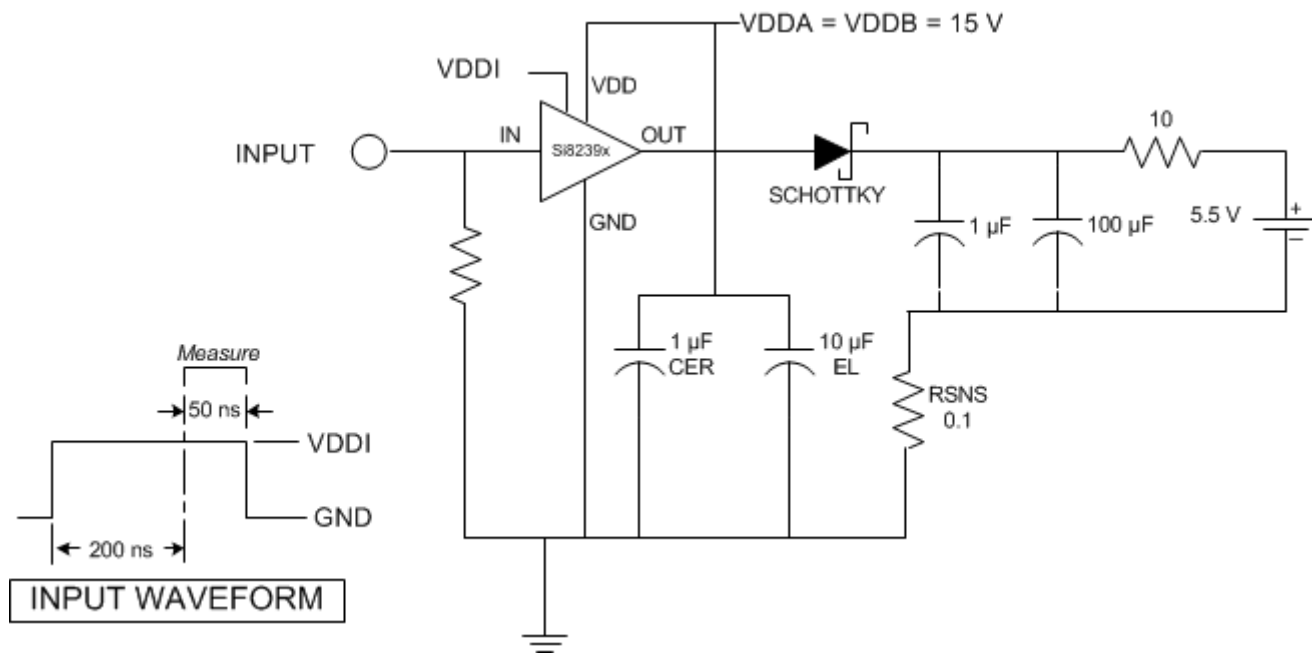 VDDA = VDDB = 15 V
VDDI
VDD
10
IN
OUT
INPUT
Si8239x
SCHOTTKY
GND
1 µF
100 µF
5.5 V
+
–
1 µF
CER
10 µF
EL
RSNS
0.1
Measure
50 ns
VDDI
GND
200 ns
INPUT WAVEFORM